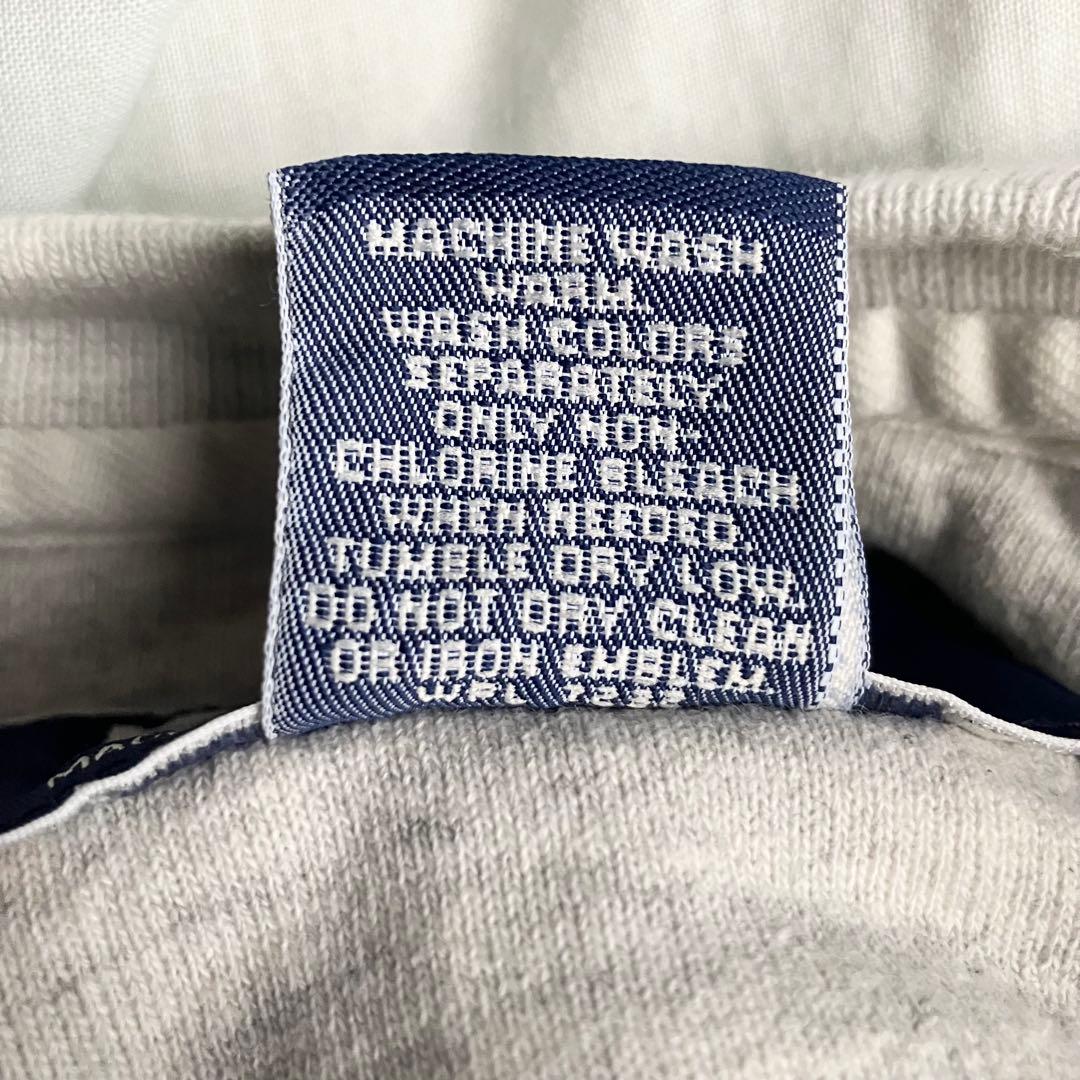 MACHINE WASH
WARM.
WASH COLORS
SEPARATELY.
ONLY NON-
CHLORINE BLEACH
WHEN NEEDED.
TUMBLE DRY LOW.
DO NOT DRY CLEAN
OR IRON EMBLEM.